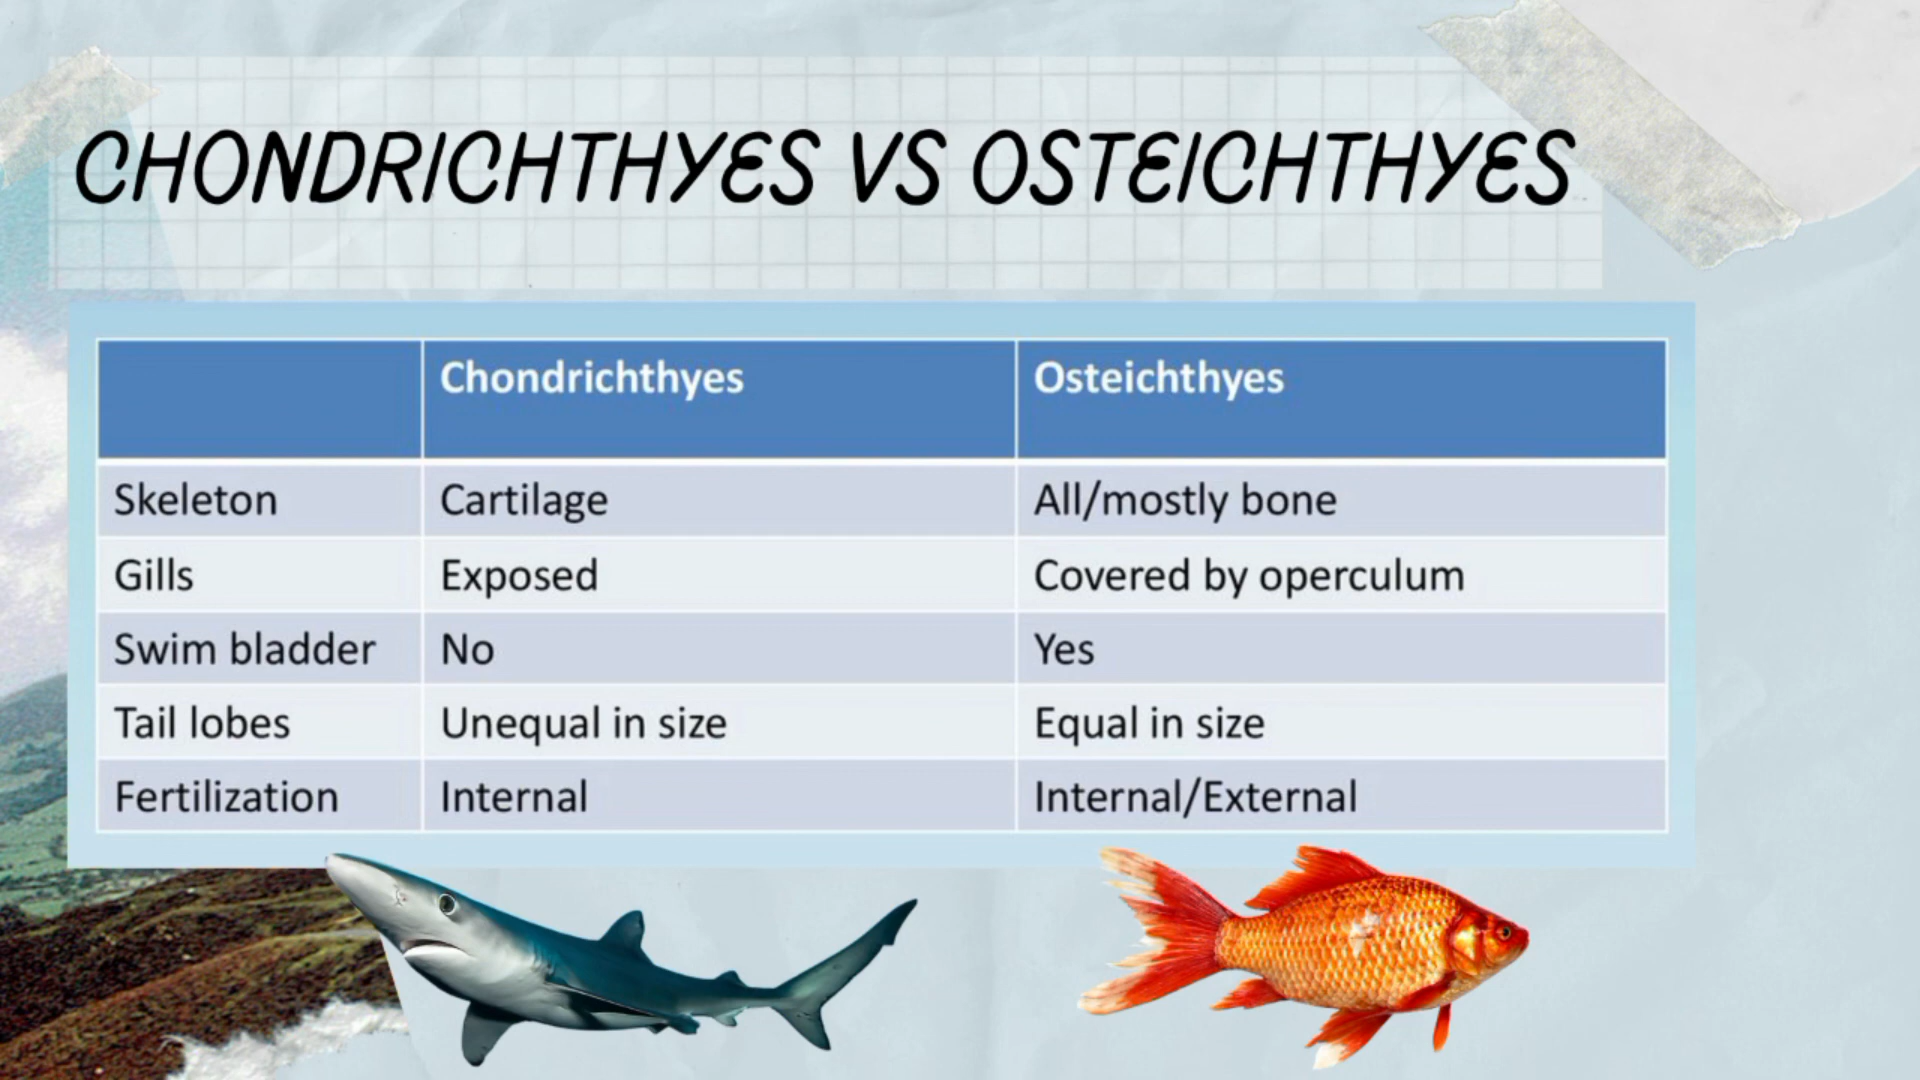 CHONDRICHTHYES VS OSTEICHTHYES
Chondrichthyes Osteichthyes
Skeleton Cartilage All/mostly bone
Gills Exposed Covered by operculum
Swim bladder No Yes
Tail lobes Unequal in size Equal in size
Fertilization Internal Internal/External